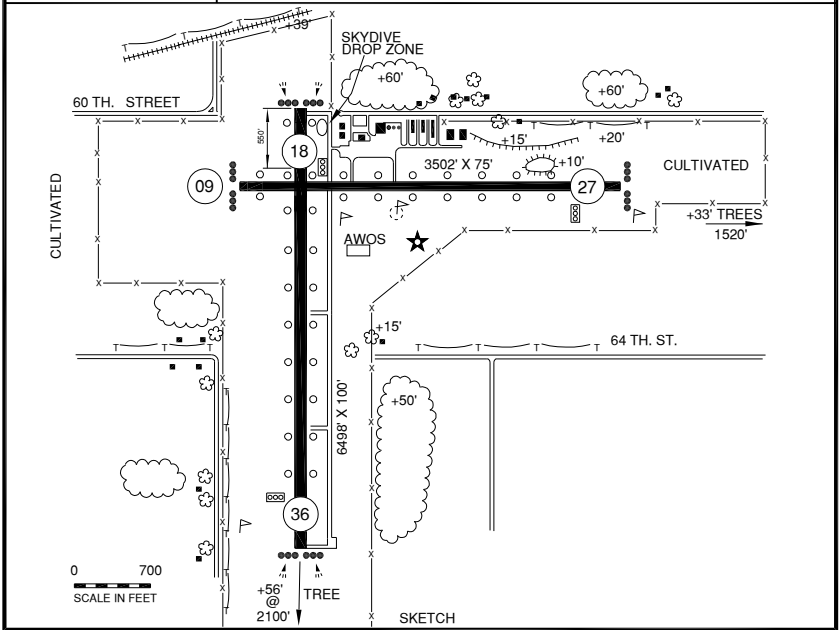 +39'
SKYDIVE
DROP ZONE
+60'
+60'
60 TH. STREET
550'
18
+15'
+20'
3502' X 75'
+10'
CULTIVATED
09
27
CULTIVATED
+33' TREES
1520'
AWOS
+15'
64 TH. ST.
+50'
6498' X 100'
36
0 700
SCALE IN FEET
+56'
@
2100'
TREE
SKETCH